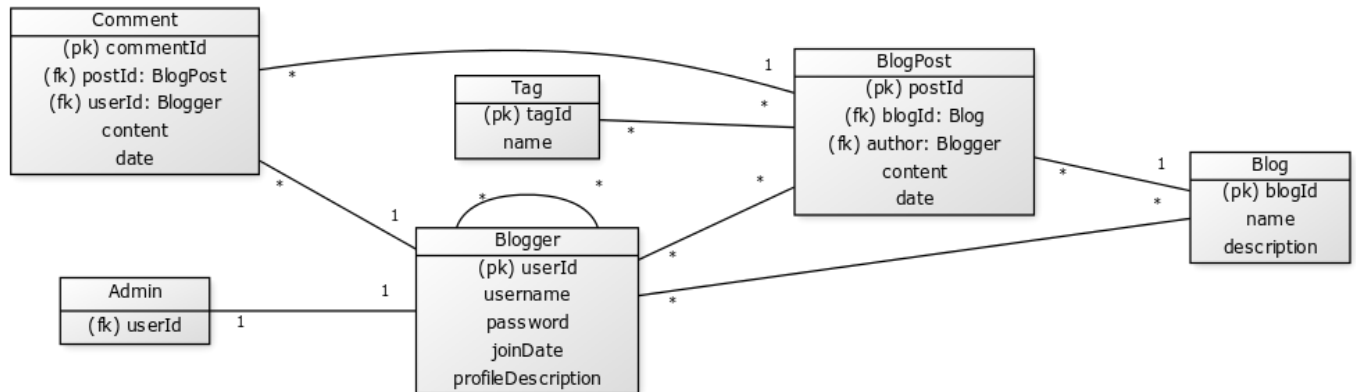 Comment
(pk) commentId
(fk) postId: BlogPost
(fk) userId: Blogger
content
date
*
*
1
Tag
(pk) tagId
name
*
*
BlogPost
(pk) postId
(fk) blogId: Blog
(fk) author: Blogger
content
date
*
*
1
Blog
(pk) blogId
name
description
*
*
*
*
1
Blogger
(pk) userId
username
password
joinDate
profileDescription
*
*
Admin
(fk) userId
1
1